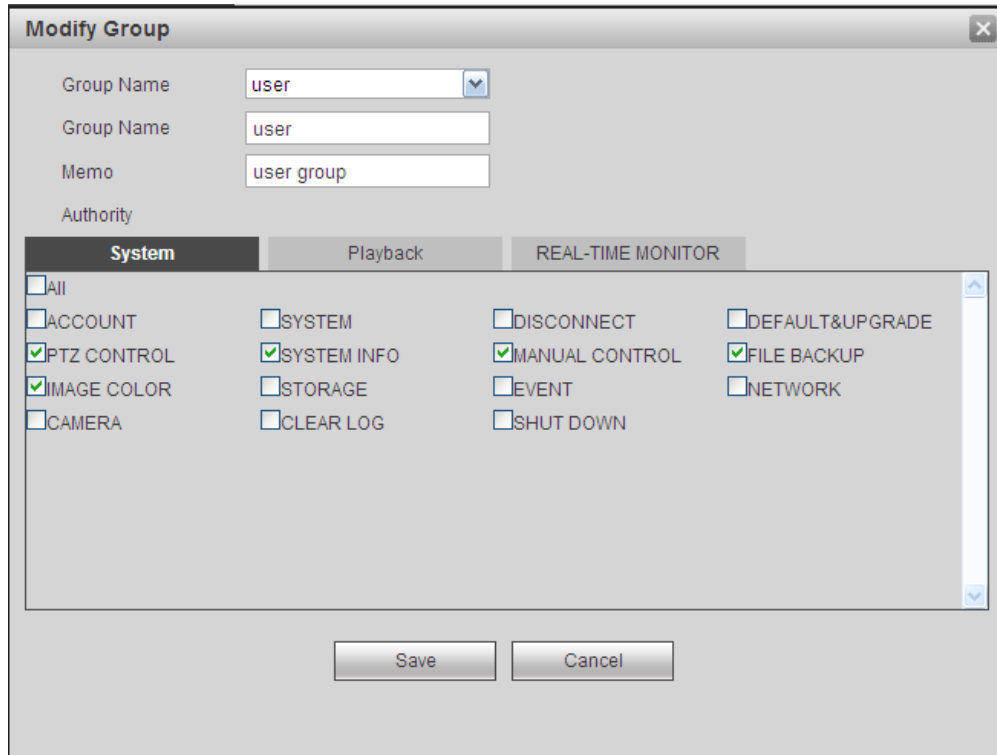 Modify Group
Group Name user
Group Name user
Memo user group
Authority
System Playback REAL-TIME MONITOR
All
ACCOUNT SYSTEM DISCONNECT DEFAULT&UPGRADE
PTZ CONTROL SYSTEM INFO MANUAL CONTROL FILE BACKUP
IMAGE COLOR STORAGE EVENT NETWORK
CAMERA CLEAR LOG SHUT DOWN
Save Cancel